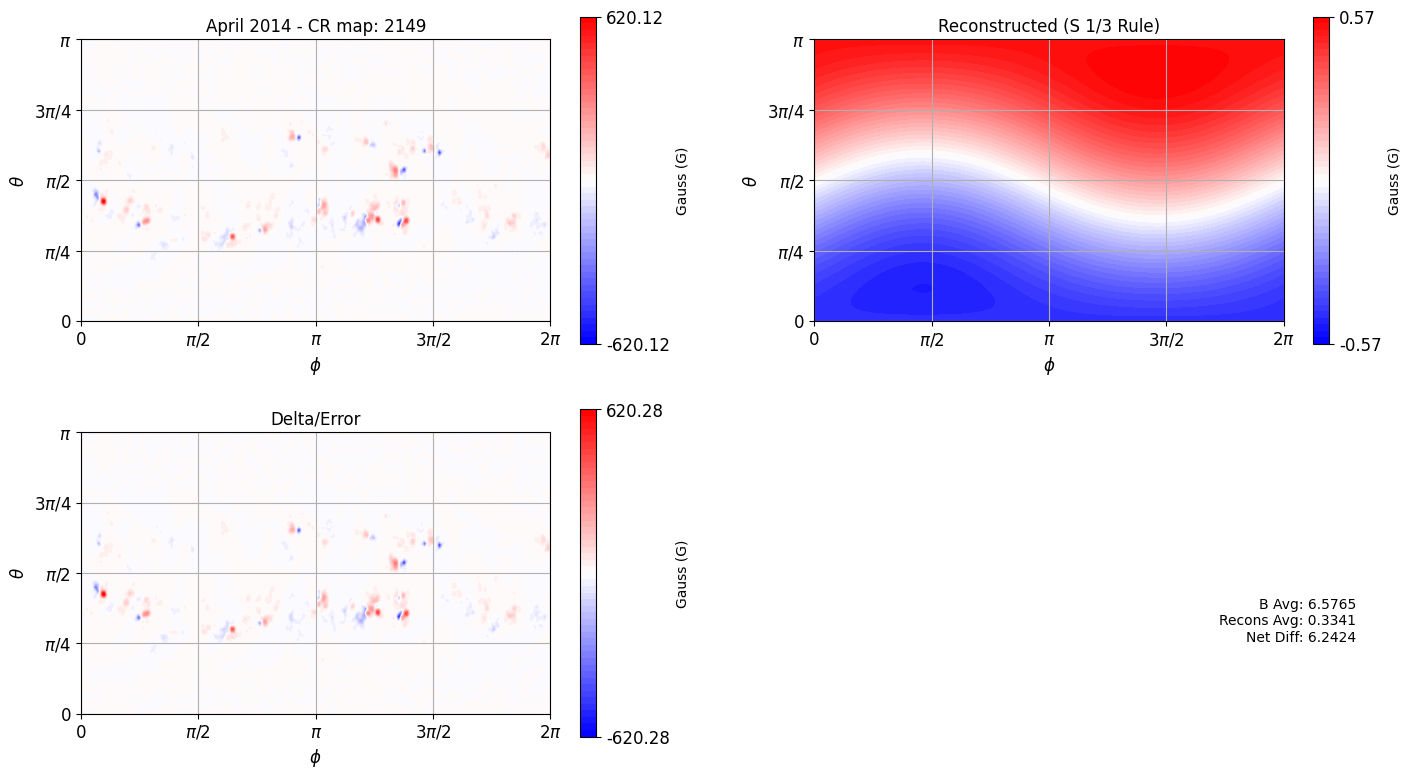 April 2014 - CR map: 2149
π
3π/4
π/2
π/4
0
θ
0
π/2
π
3π/2
2π
ϕ
620.12
-620.12
Gauss (G)
Reconstructed (S 1/3 Rule)
π
3π/4
π/2
π/4
0
θ
0
π/2
π
3π/2
2π
ϕ
0.57
-0.57
Gauss (G)
Delta/Error
π
3π/4
π/2
π/4
0
θ
0
π/2
π
3π/2
2π
ϕ
620.28
-620.28
Gauss (G)
B Avg: 6.5765
Recons Avg: 0.3341
Net Diff: 6.2424